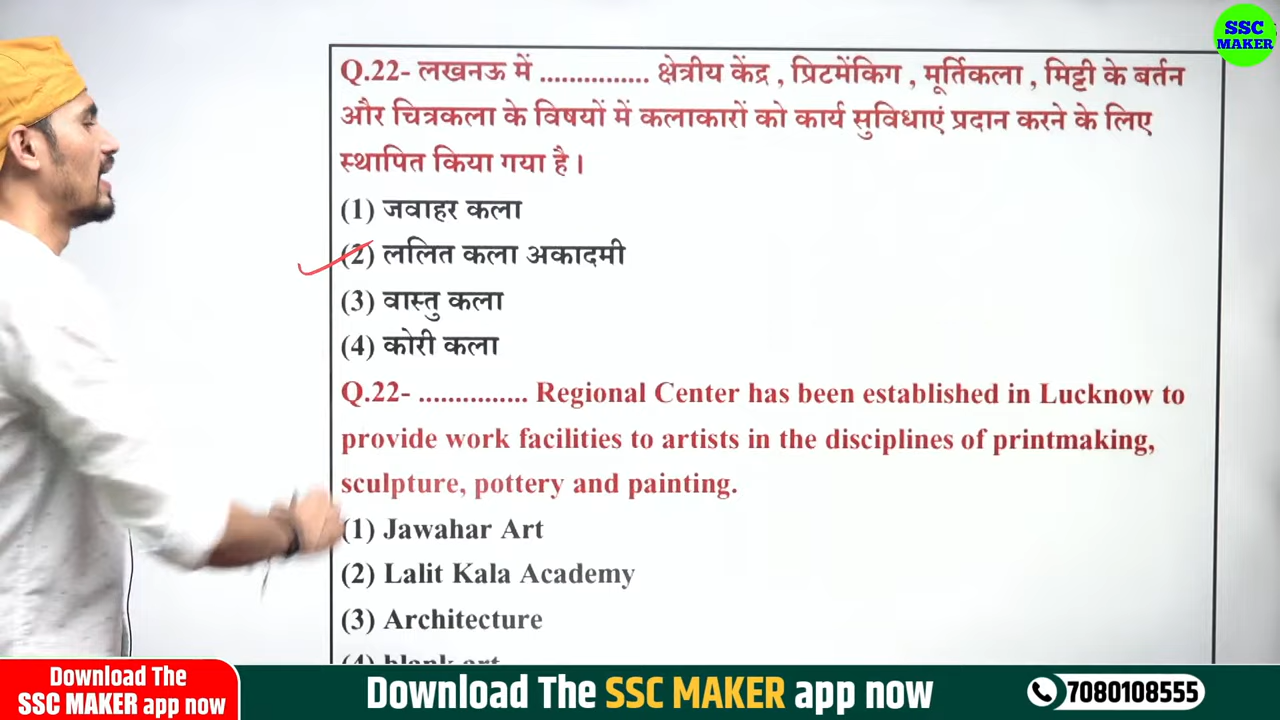 SSC
MAKER
Q.22- लखनऊ में ............... क्षेत्रीय केंद्र , प्रिटमेंकिग , मूर्तिकला , मिट्टी के बर्तन
और चित्रकला के विषयों में कलाकारों को कार्य सुविधाएं प्रदान करने के लिए
स्थापित किया गया है।
(1) जवाहर कला
(2) ललित कला अकादमी
(3) वास्तु कला
(4) कोरी कला
Q.22- ............... Regional Center has been established in Lucknow to
provide work facilities to artists in the disciplines of printmaking,
sculpture, pottery and painting.
(1) Jawahar Art
(2) Lalit Kala Academy
(3) Architecture
(4) blank art
Download The
SSC MAKER app now
Download The SSC MAKER app now
7080108555